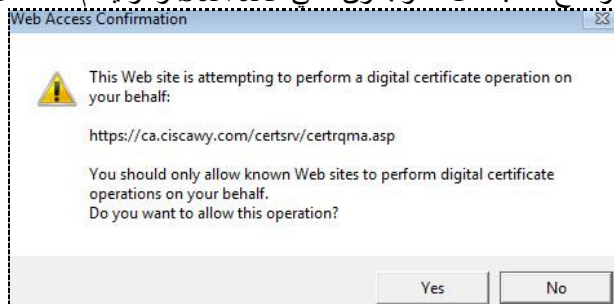 Web Access Confirmation
This Web site is attempting to perform a digital certificate operation on
your behalf:
https://ca.ciscawy.com/certsrv/certrqma.asp
You should only allow known Web sites to perform digital certificate
operations on your behalf.
Do you want to allow this operation?
Yes
No